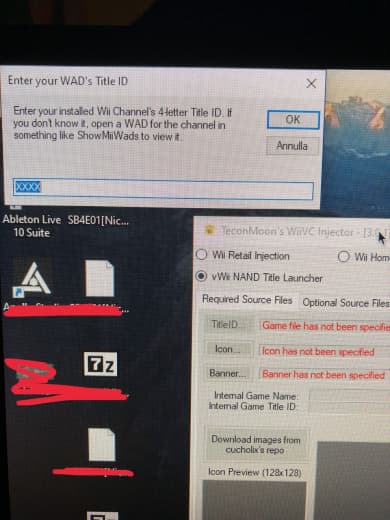 Enter your WAD's Title ID
Enter your installed Wii Channel's 4-letter Title ID. If
you don't know it, open a WAD for the channel in
something like ShowMiiWads to view it.
OK
Annulla
XXXX
Ableton Live
10 Suite
SB4E01[Nic...
TeconMoon's WiiVC Injector - [3.0.1
Wii Retail Injection
Wii Hom
vWii NAND Title Launcher
Required Source Files
Optional Source Files
TitleID...
Game file has not been specifie
Icon...
Icon has not been specified
Banner...
Banner has not been specified
Internal Game Name:
Internal Game Title ID:
Download images from
cucholix's repo
Icon Preview (128x128)
7z